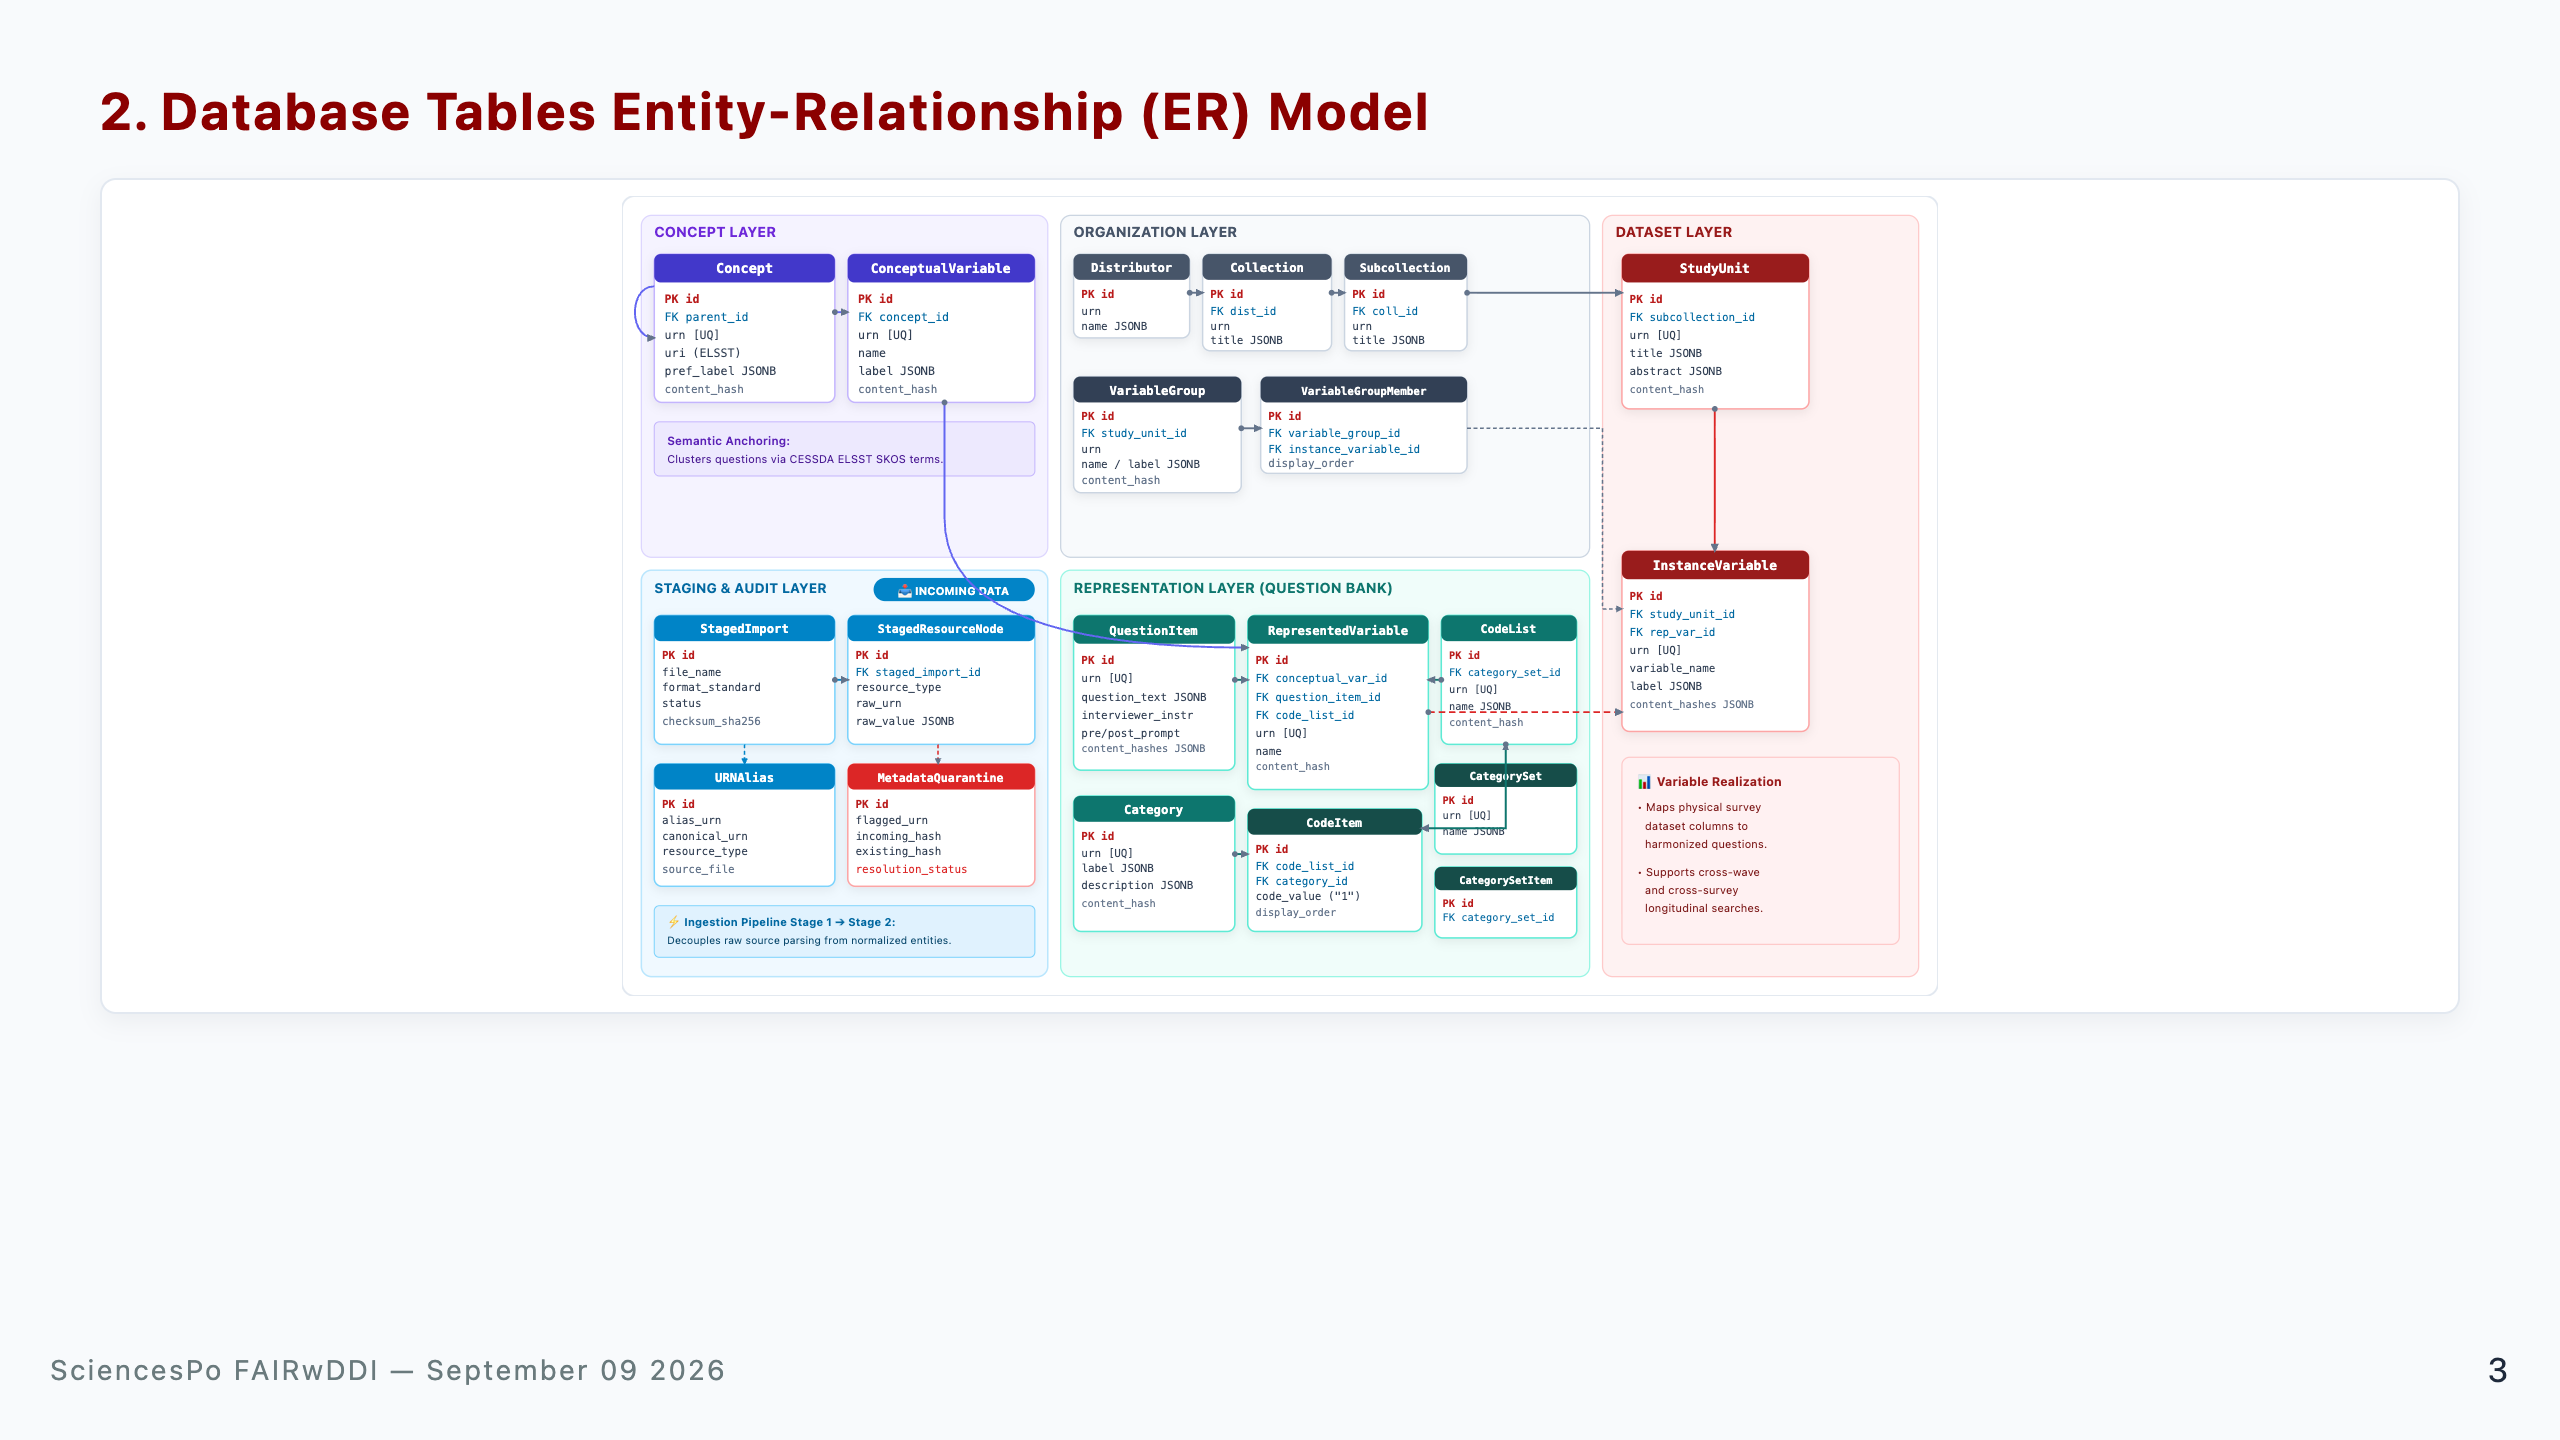 2. Database Tables Entity-Relationship (ER) Model
CONCEPT LAYER
Concept
PK id
FK parent_id
urn [UQ]
uri (ELSST)
pref_label JSONB
content_hash
ConceptualVariable
PK id
FK concept_id
urn [UQ]
name
label JSONB
content_hash
Semantic Anchoring:
Clusters questions via CESSDA ELSST SKOS terms.
ORGANIZATION LAYER
Distributor
PK id
urn
name JSONB
Collection
PK id
FK dist_id
urn
title JSONB
Subcollection
PK id
FK coll_id
urn
title JSONB
VariableGroup
PK id
FK study_unit_id
urn
name / label JSONB
content_hash
VariableGroupMember
PK id
FK variable_group_id
FK instance_variable_id
display_order
DATASET LAYER
StudyUnit
PK id
FK subcollection_id
urn [UQ]
title JSONB
abstract JSONB
content_hash
InstanceVariable
PK id
FK study_unit_id
FK rep_var_id
urn [UQ]
variable_name
label JSONB
content_hashes JSONB
📊 Variable Realization
• Maps physical survey
dataset columns to
harmonized questions.
• Supports cross-wave
and cross-survey
longitudinal searches.
STAGING & AUDIT LAYER
📥 INCOMING DATA
StagedImport
PK id
file_name
format_standard
status
checksum_sha256
StagedResourceNode
PK id
FK staged_import_id
resource_type
raw_urn
raw_value JSONB
URNAlias
PK id
alias_urn
canonical_urn
resource_type
source_file
MetadataQuarantine
PK id
flagged_urn
incoming_hash
existing_hash
resolution_status
⚡ Ingestion Pipeline Stage 1 ➔ Stage 2:
Decouples raw source parsing from normalized entities.
REPRESENTATION LAYER (QUESTION BANK)
QuestionItem
PK id
urn [UQ]
question_text JSONB
interviewer_instr
pre/post_prompt
content_hashes JSONB
RepresentedVariable
PK id
FK conceptual_var_id
FK question_item_id
FK code_list_id
urn [UQ]
name
content_hash
CodeList
PK id
FK category_set_id
urn [UQ]
name JSONB
content_hash
Category
PK id
urn [UQ]
label JSONB
description JSONB
content_hash
CodeItem
PK id
FK code_list_id
FK category_id
code_value ("1")
display_order
CategorySet
PK id
urn [UQ]
name JSONB
CategorySetItem
PK id
FK category_set_id
SciencesPo FAIRwDDI — September 09 2026
3